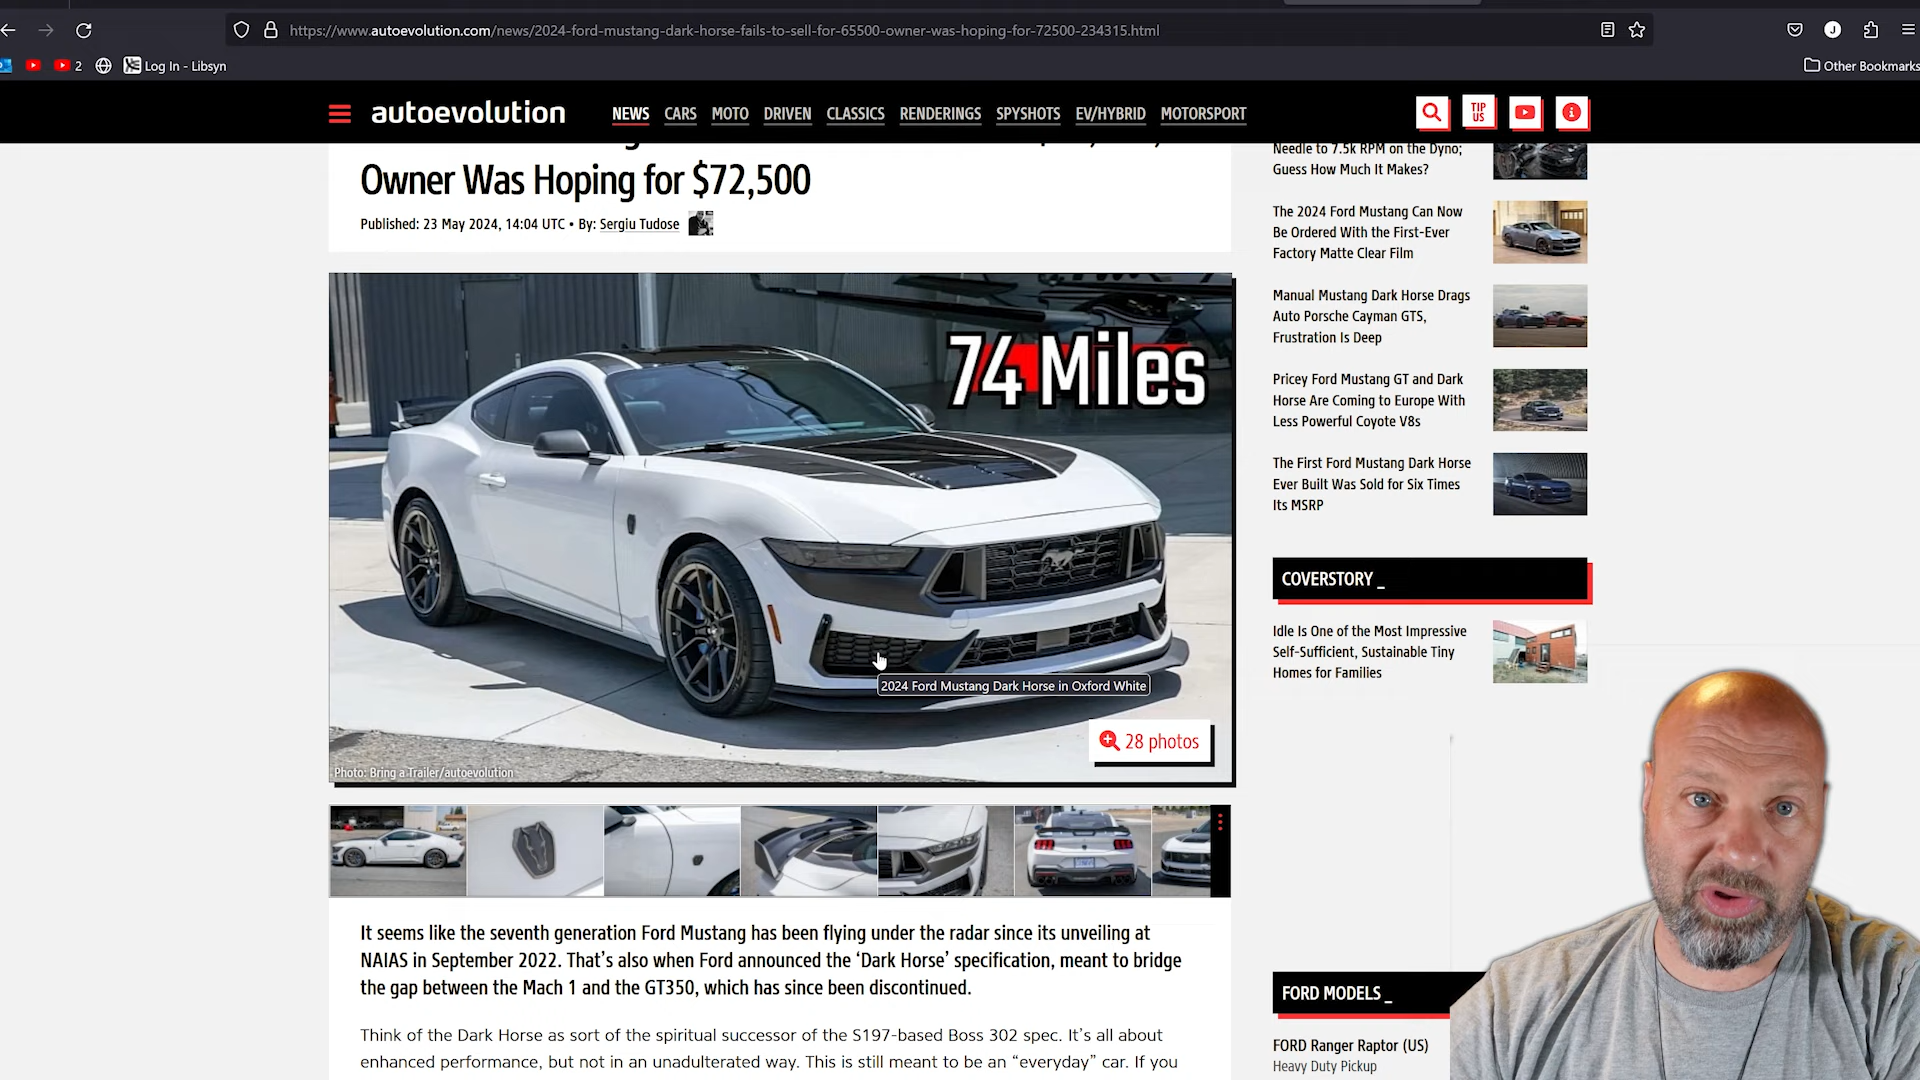 https://www.autoevolution.com/news/2024-ford-mustang-dark-horse-fails-to-sell-for-65500-owner-was-hoping-for-72500-234315.html
J
2
Log In - Libsyn
Other Bookmarks
autoevolution
NEWS CARS MOTO DRIVEN CLASSICS RENDERINGS SPYSHOTS EV/HYBRID MOTORSPORT
TIP
US
Owner Was Hoping for $72,500
Published: 23 May 2024, 14:04 UTC • By: Sergiu Tudose
74 Miles
2024 Ford Mustang Dark Horse in Oxford White
28 photos
Photo: Bring a Trailer/autoevolution
It seems like the seventh generation Ford Mustang has been flying under the radar since its unveiling at
NAIAS in September 2022. That's also when Ford announced the ‘Dark Horse’ specification, meant to bridge
the gap between the Mach 1 and the GT350, which has since been discontinued.
Think of the Dark Horse as sort of the spiritual successor of the S197-based Boss 302 spec. It's all about
enhanced performance, but not in an unadulterated way. This is still meant to be an “everyday” car. If you
Needle to 7.5k RPM on the Dyno;
Guess How Much It Makes?
The 2024 Ford Mustang Can Now
Be Ordered With the First-Ever
Factory Matte Clear Film
Manual Mustang Dark Horse Drags
Auto Porsche Cayman GTS,
Frustration Is Deep
Pricey Ford Mustang GT and Dark
Horse Are Coming to Europe With
Less Powerful Coyote V8s
The First Ford Mustang Dark Horse
Ever Built Was Sold for Six Times
Its MSRP
COVERSTORY _
Idle Is One of the Most Impressive
Self-Sufficient, Sustainable Tiny
Homes for Families
FORD MODELS _
FORD Ranger Raptor (US)
Heavy Duty Pickup